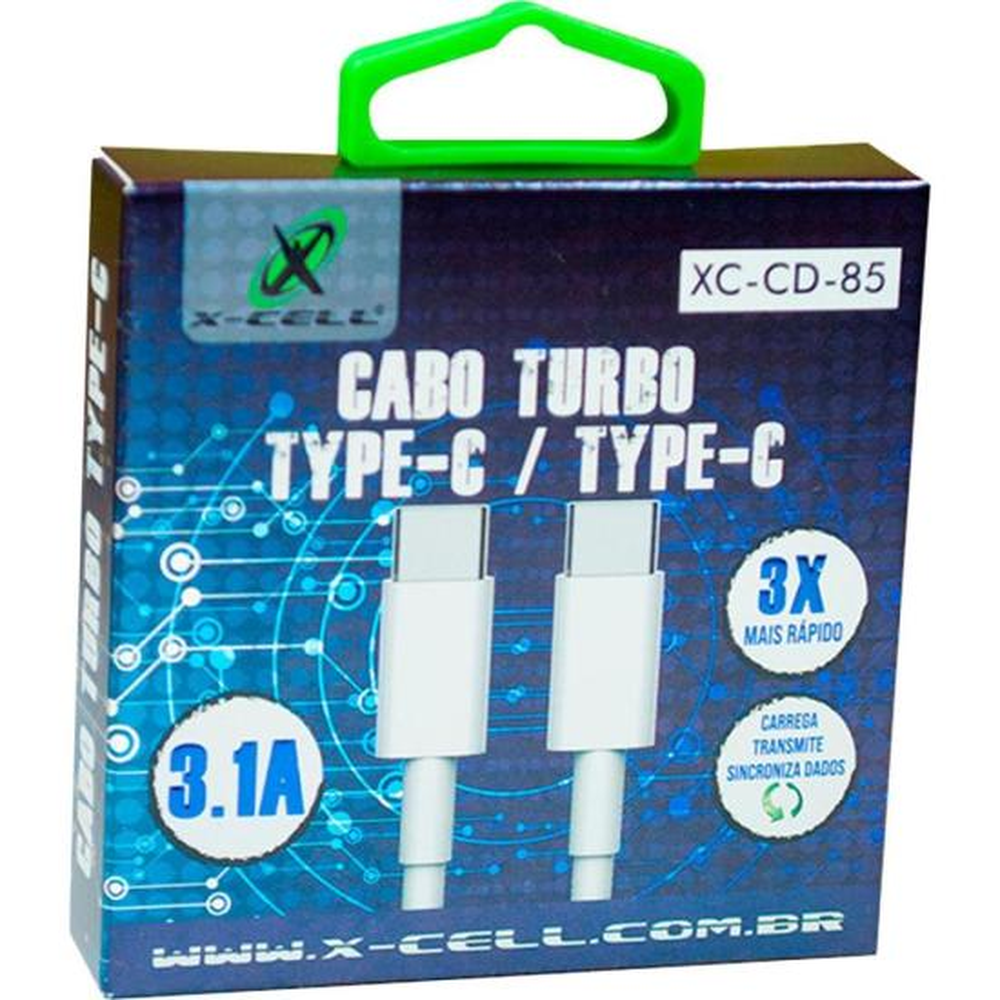 X-CELL®
XC-CD-85
CABO TURBO
TYPE-C / TYPE-C
3X
MAIS RÁPIDO
CARREGA
TRANSMITE
SINCRONIZA DADOS
3.1A
WWW.X-CELL.COM.BR
CABO TURBO TYPE-C